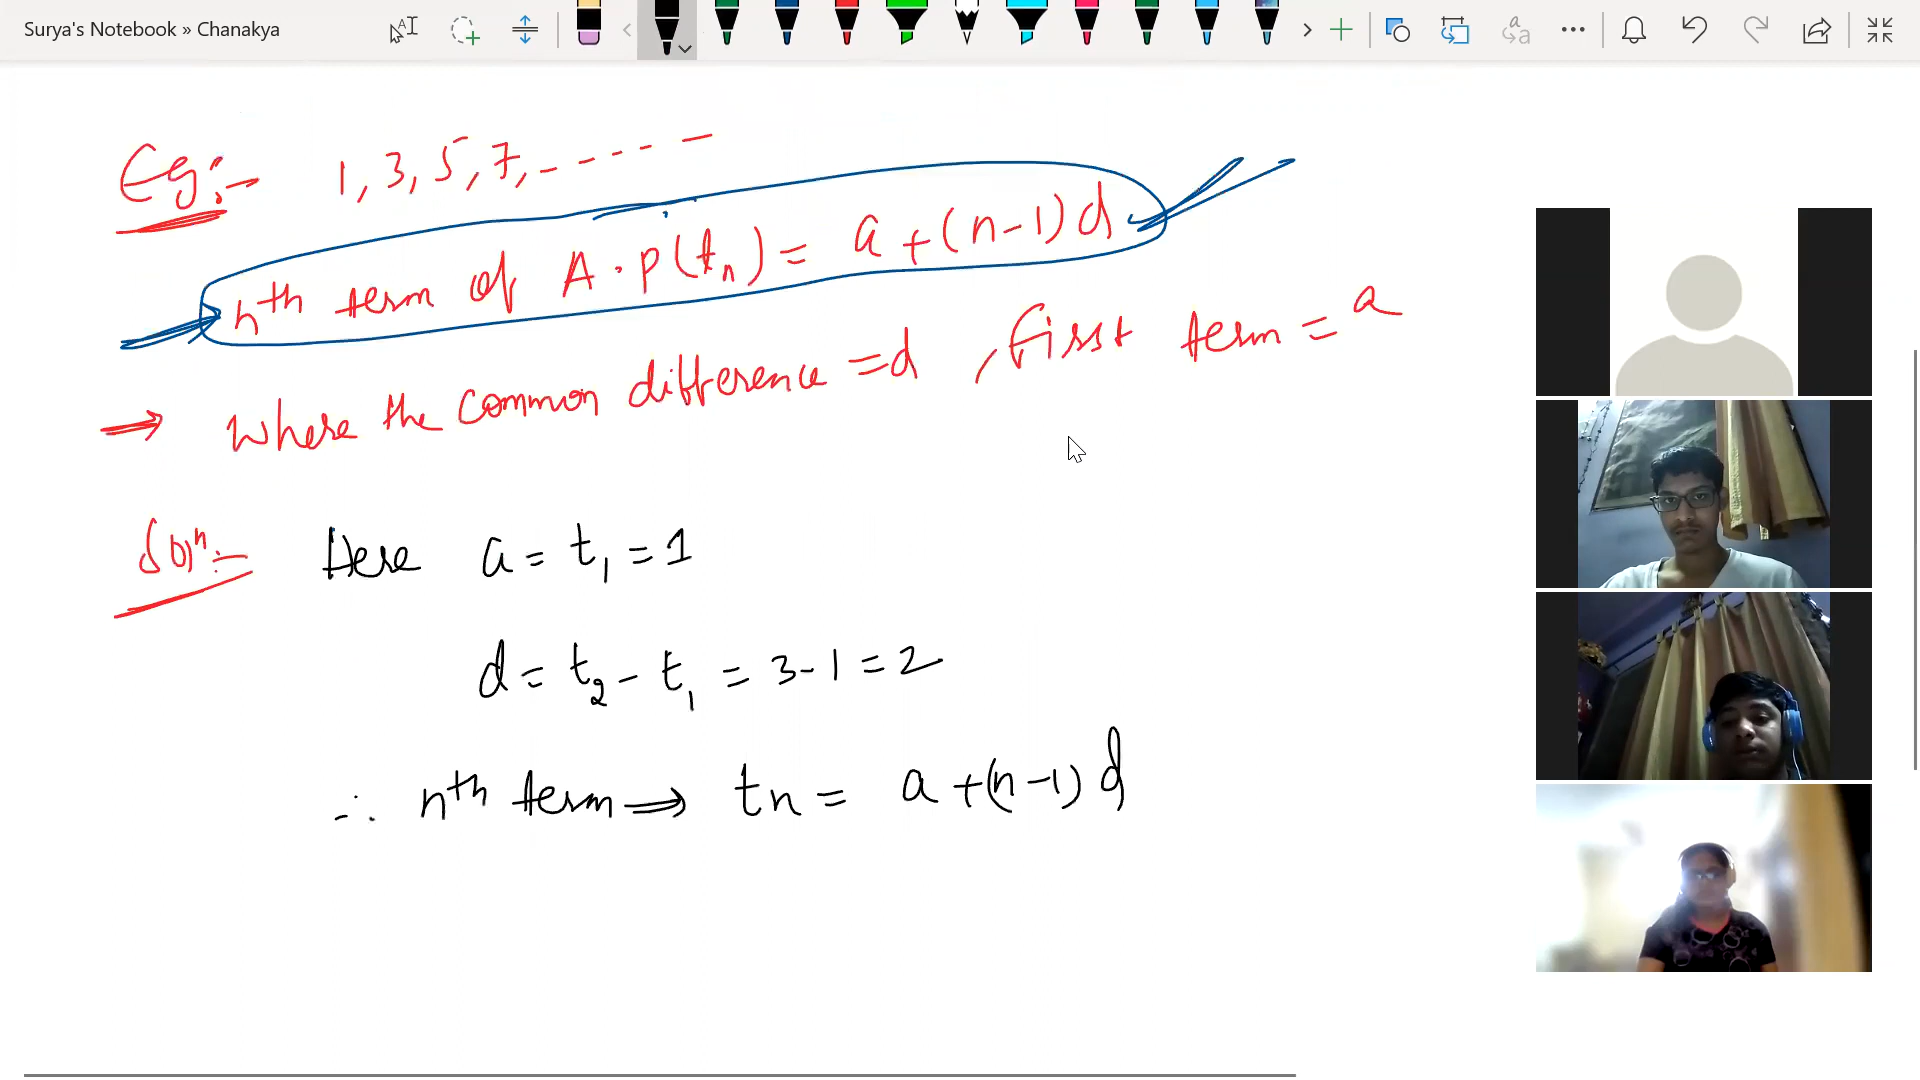 Surya's Notebook » Chanakya
Eg:- 1, 3, 5, 7, - - - - - -
nth term of A.P (tn) = a + (n-1) d
⇒ Where the common difference = d , first term = a
Soln:- Here a = t1 = 1
d = t2 - t1 = 3 - 1 = 2
∴ nth term ⇒ tn = a + (n-1) d